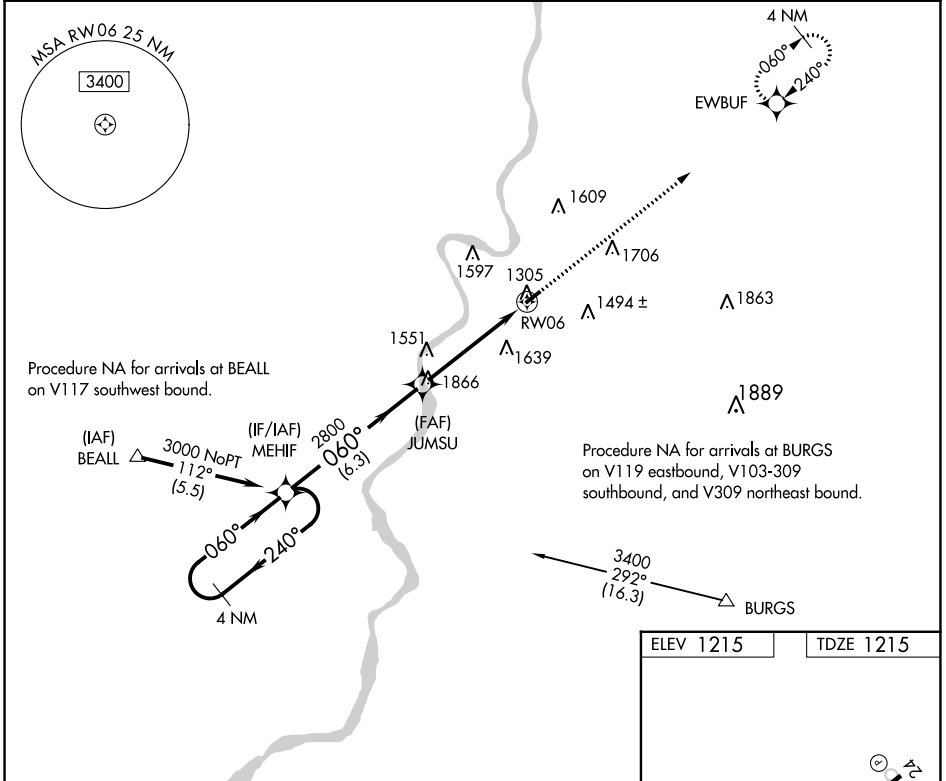 MSA RW06 25 NM
3400
4 NM
060°
240°
EWBUF
1609
1597
1305
1706
RW06
1494 ±
1863
1551
1639
1866
1889
Procedure NA for arrivals at BEALL
on V117 southwest bound.
(FAF)
JUMSU
(IAF)
BEALL
3000 NoPT
112°
(5.5)
(IF/IAF)
MEHIF
2800
060°
(6.3)
060°
240°
4 NM
Procedure NA for arrivals at BURGS
on V119 eastbound, V103-309
southbound, and V309 northeast bound.
3400
292°
(16.3)
BURGS
ELEV 1215
TDZE 1215
24
P